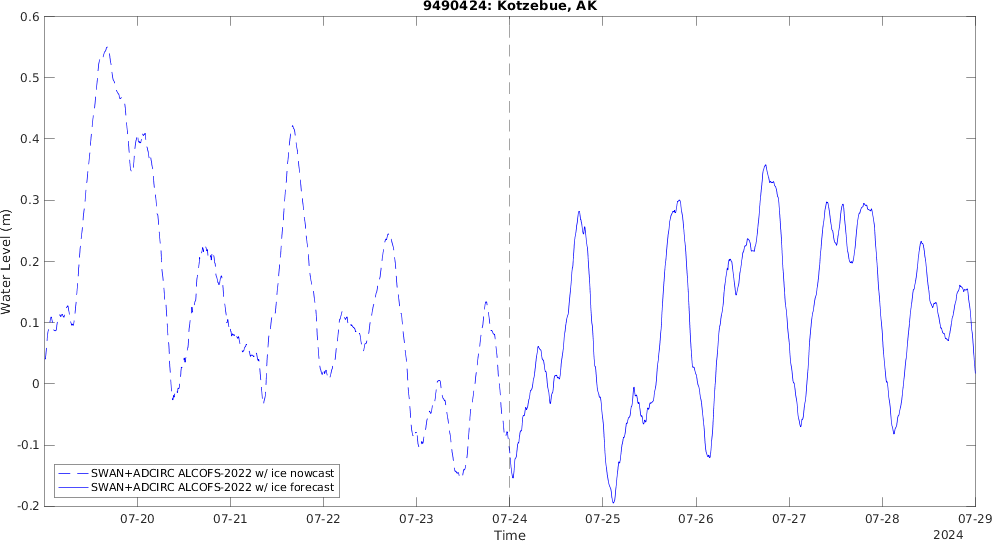 9490424: Kotzebue, AK
Water Level (m)
0.6
0.5
0.4
0.3
0.2
0.1
0
-0.1
-0.2
SWAN+ADCIRC ALCOFS-2022 w/ ice nowcast
SWAN+ADCIRC ALCOFS-2022 w/ ice forecast
07-20 07-21 07-22 07-23 07-24 07-25 07-26 07-27 07-28 07-29
Time
2024